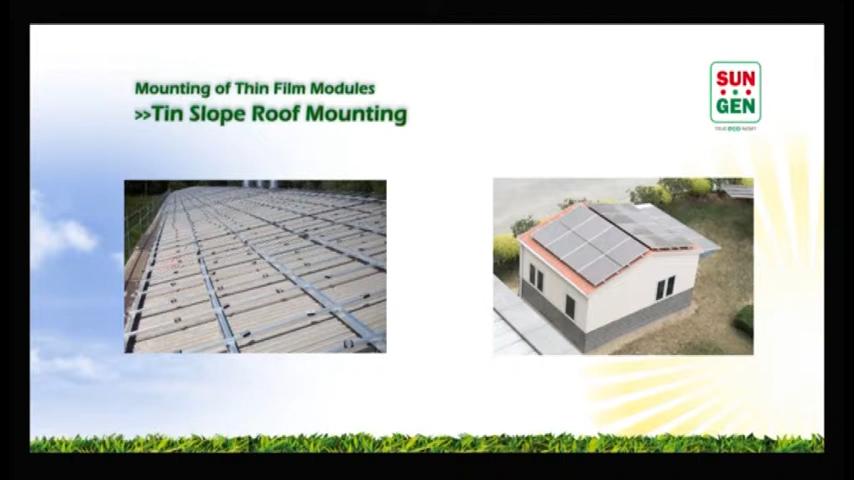 Mounting of Thin Film Modules
>>Tin Slope Roof Mounting
SUN
GEN